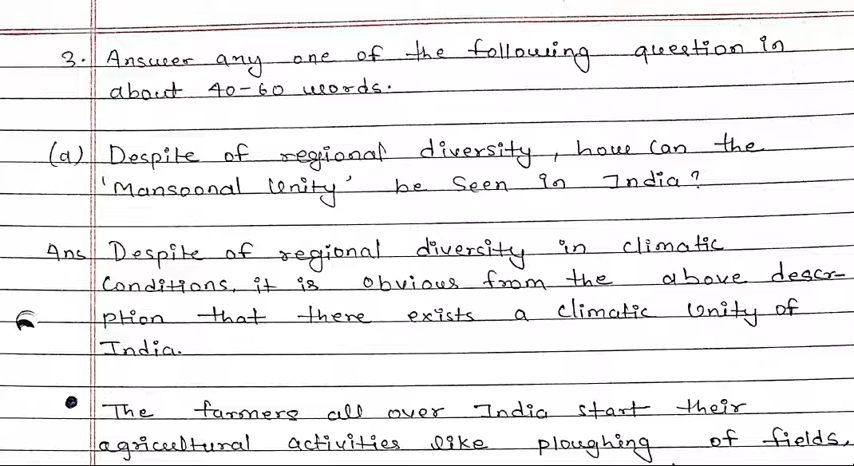 3. Answer any one of the following question in
about 40-60 words.
(a) Despite of regional diversity, how can the
'Mansoonal Unity' be seen in India?
Ans Despite of regional diversity in climatic
Conditions, it is obvious from the above descr-
ption that there exists a climatic Unity of
India.
• The farmers all over India start their
agricultural activities like ploughing of fields,